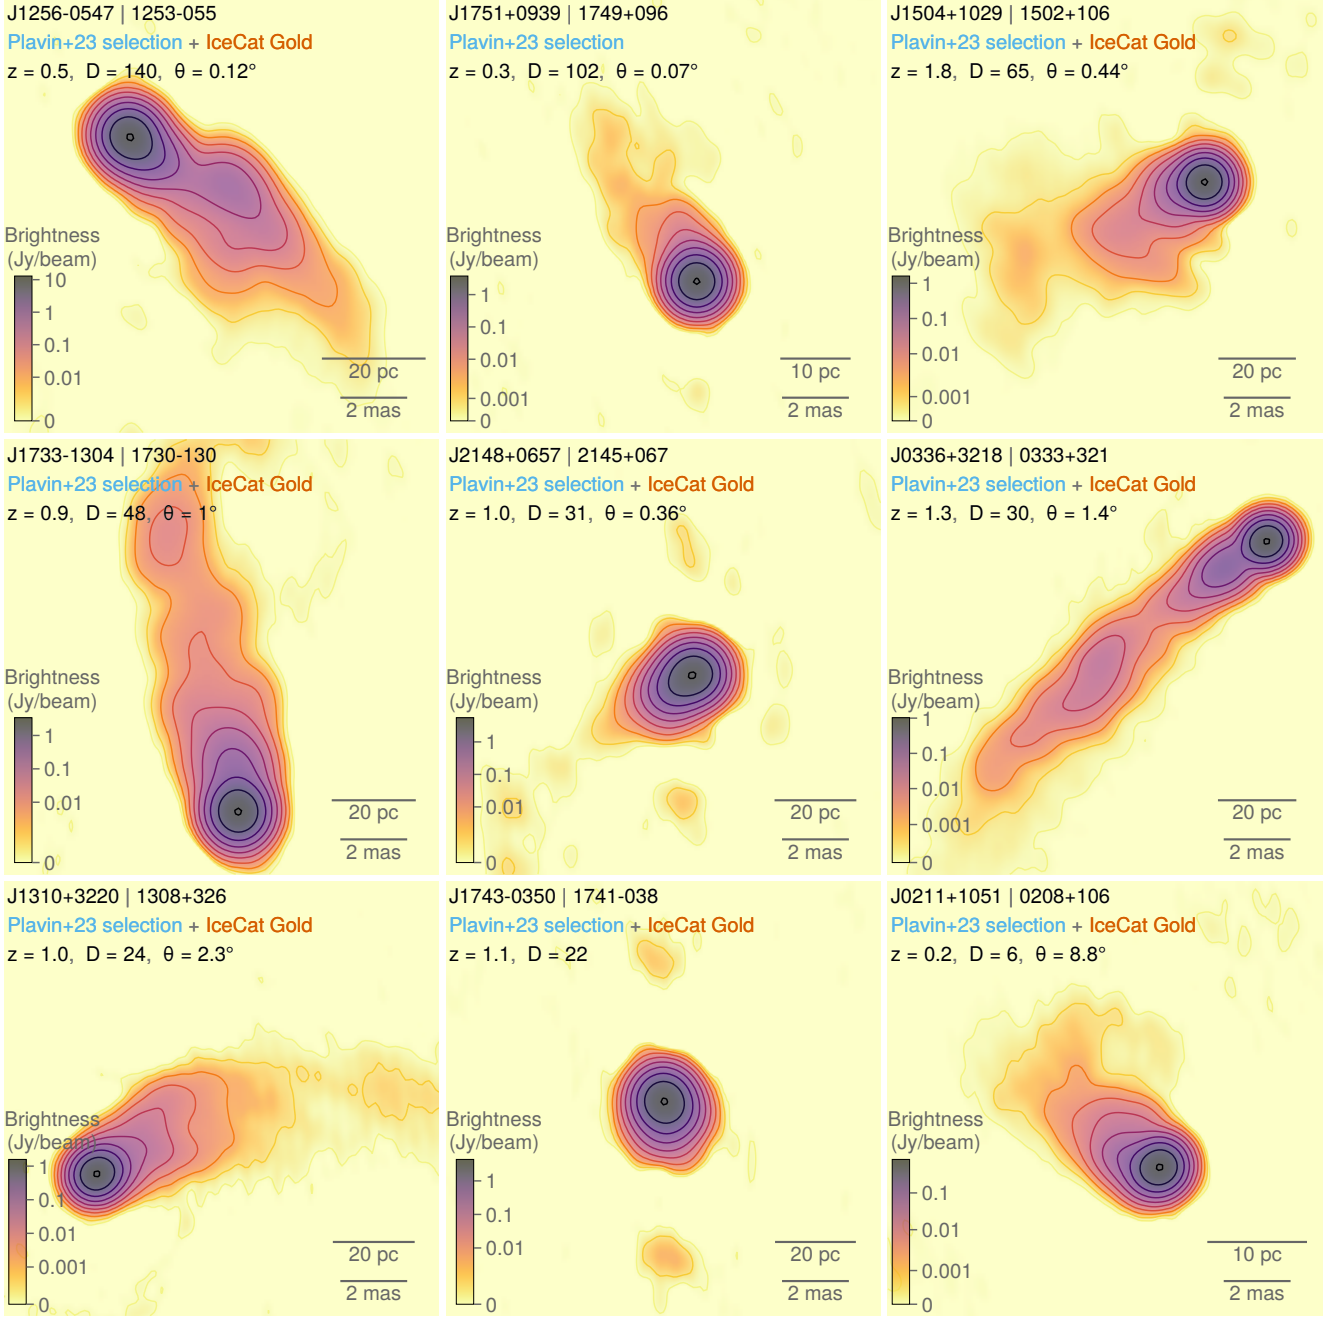 J1256-0547 | 1253-055
Plavin+23 selection + IceCat Gold
z = 0.5, D = 140, θ = 0.12°
Brightness
(Jy/beam)
10
1
0.1
0.01
0
20 pc
2 mas
J1751+0939 | 1749+096
Plavin+23 selection
z = 0.3, D = 102, θ = 0.07°
Brightness
(Jy/beam)
1
0.1
0.01
0.001
0
10 pc
2 mas
J1504+1029 | 1502+106
Plavin+23 selection + IceCat Gold
z = 1.8, D = 65, θ = 0.44°
Brightness
(Jy/beam)
1
0.1
0.01
0.001
0
20 pc
2 mas
J1733-1304 | 1730-130
Plavin+23 selection + IceCat Gold
z = 0.9, D = 48, θ = 1°
Brightness
(Jy/beam)
1
0.1
0.01
0
20 pc
2 mas
J2148+0657 | 2145+067
Plavin+23 selection + IceCat Gold
z = 1.0, D = 31, θ = 0.36°
Brightness
(Jy/beam)
1
0.1
0.01
0
20 pc
2 mas
J0336+3218 | 0333+321
Plavin+23 selection + IceCat Gold
z = 1.3, D = 30, θ = 1.4°
Brightness
(Jy/beam)
1
0.1
0.01
0.001
0
20 pc
2 mas
J1310+3220 | 1308+326
Plavin+23 selection + IceCat Gold
z = 1.0, D = 24, θ = 2.3°
Brightness
(Jy/beam)
1
0.1
0.01
0.001
0
20 pc
2 mas
J1743-0350 | 1741-038
Plavin+23 selection + IceCat Gold
z = 1.1, D = 22
Brightness
(Jy/beam)
1
0.1
0.01
0
20 pc
2 mas
J0211+1051 | 0208+106
Plavin+23 selection + IceCat Gold
z = 0.2, D = 6, θ = 8.8°
Brightness
(Jy/beam)
0.1
0.01
0.001
0
10 pc
2 mas